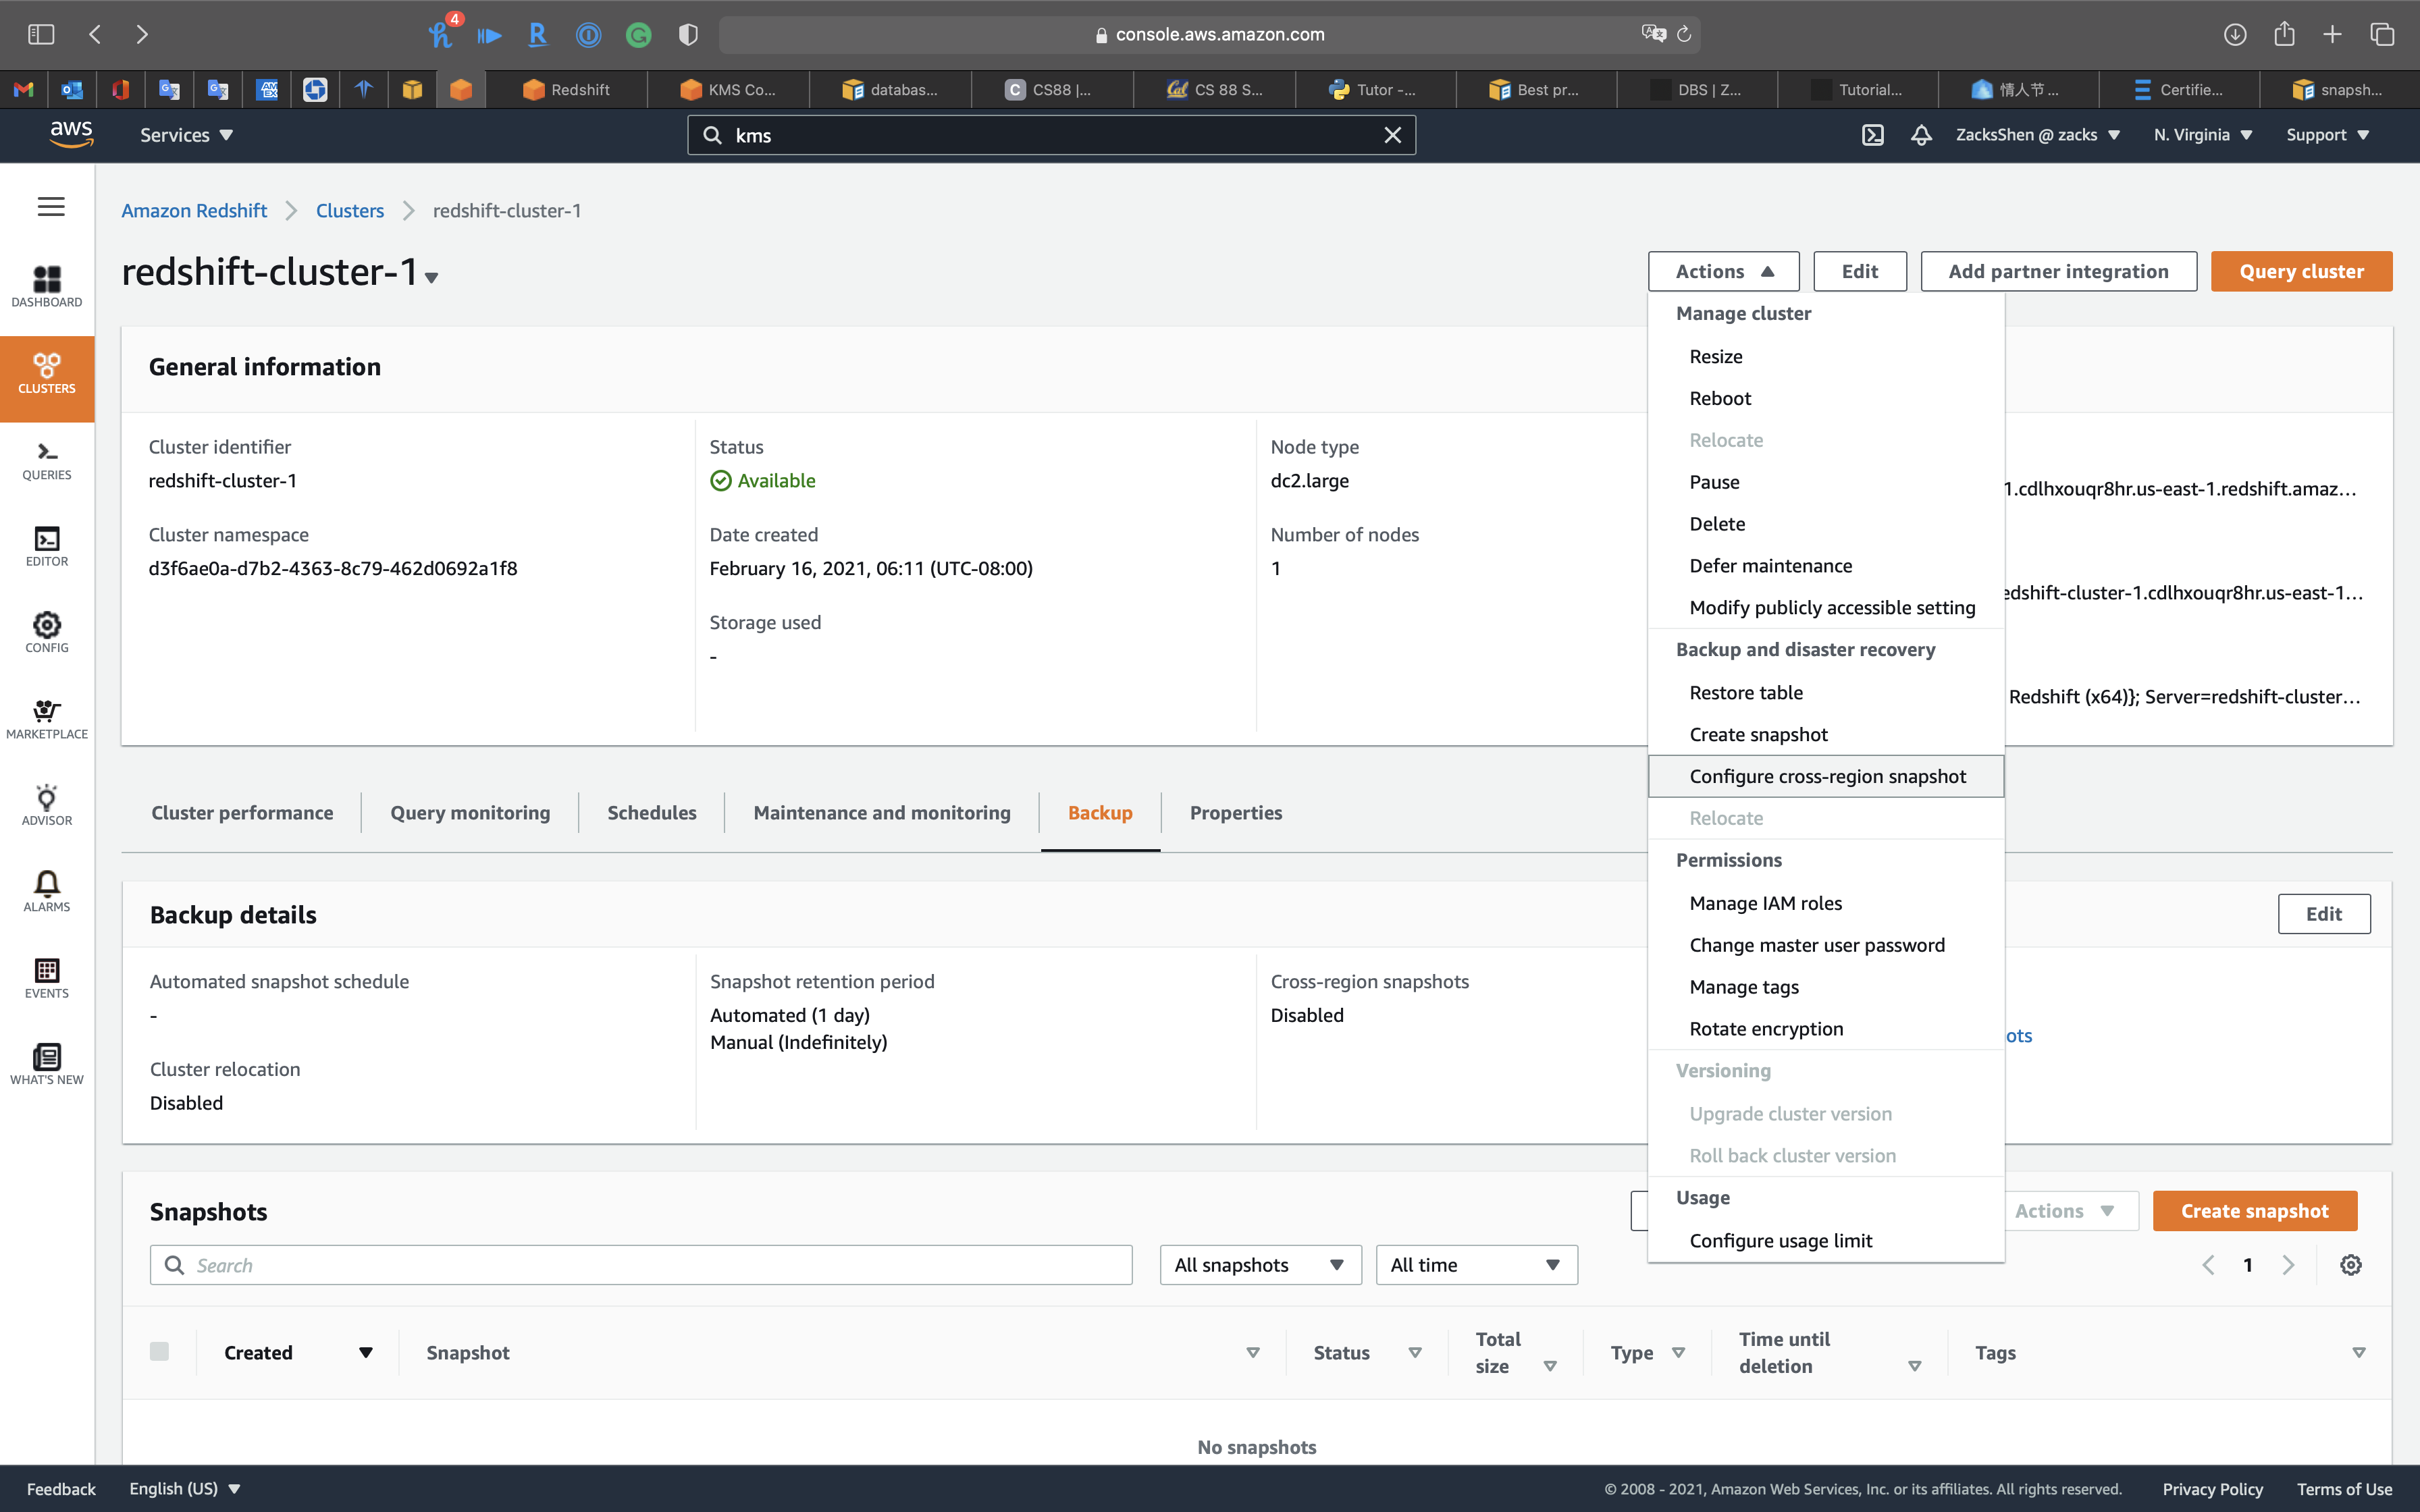 4
console.aws.amazon.com
Redshift
KMS Co...
databas...
C CS88 |...
Cal CS 88 S...
Tutor -...
Best pr...
DBS | Z...
Tutorial...
情人节 ...
Certifie...
snapsh...
aws
Services
kms
ZacksShen @ zacks
N. Virginia
Support
Amazon Redshift
Clusters
redshift-cluster-1
redshift-cluster-1
Actions
Edit
Add partner integration
Query cluster
DASHBOARD
CLUSTERS
QUERIES
EDITOR
CONFIG
MARKETPLACE
ADVISOR
ALARMS
EVENTS
WHAT'S NEW
General information
Cluster identifier
redshift-cluster-1
Cluster namespace
d3f6ae0a-d7b2-4363-8c79-462d0692a1f8
Status
Available
Date created
February 16, 2021, 06:11 (UTC-08:00)
Storage used
-
Node type
dc2.large
Number of nodes
1
1.cdlhxouqr8hr.us-east-1.redshift.amaz...
edshift-cluster-1.cdlhxouqr8hr.us-east-1...
Redshift (x64)}; Server=redshift-cluster...
Manage cluster
Resize
Reboot
Relocate
Pause
Delete
Defer maintenance
Modify publicly accessible setting
Backup and disaster recovery
Restore table
Create snapshot
Configure cross-region snapshot
Relocate
Permissions
Manage IAM roles
Change master user password
Manage tags
Rotate encryption
Versioning
Upgrade cluster version
Roll back cluster version
Usage
Configure usage limit
Cluster performance
Query monitoring
Schedules
Maintenance and monitoring
Backup
Properties
Backup details
Edit
Automated snapshot schedule
-
Cluster relocation
Disabled
Snapshot retention period
Automated (1 day)
Manual (Indefinitely)
Cross-region snapshots
Disabled
ots
Snapshots
Actions
Create snapshot
Search
All snapshots
All time
1
Created
Snapshot
Status
Total size
Type
Time until deletion
Tags
No snapshots
Feedback
English (US)
© 2008 - 2021, Amazon Web Services, Inc. or its affiliates. All rights reserved.
Privacy Policy
Terms of Use